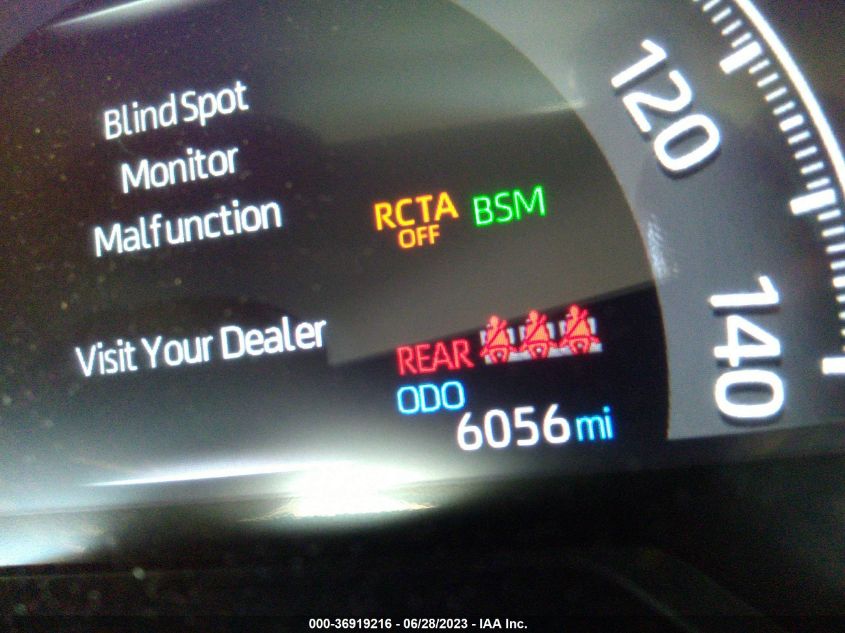 Blind Spot
Monitor
Malfunction
Visit Your Dealer
RCTA BSM
OFF
REAR
ODO
6056 mi
120
140
000-36919216 - 06/28/2023 - IAA Inc.